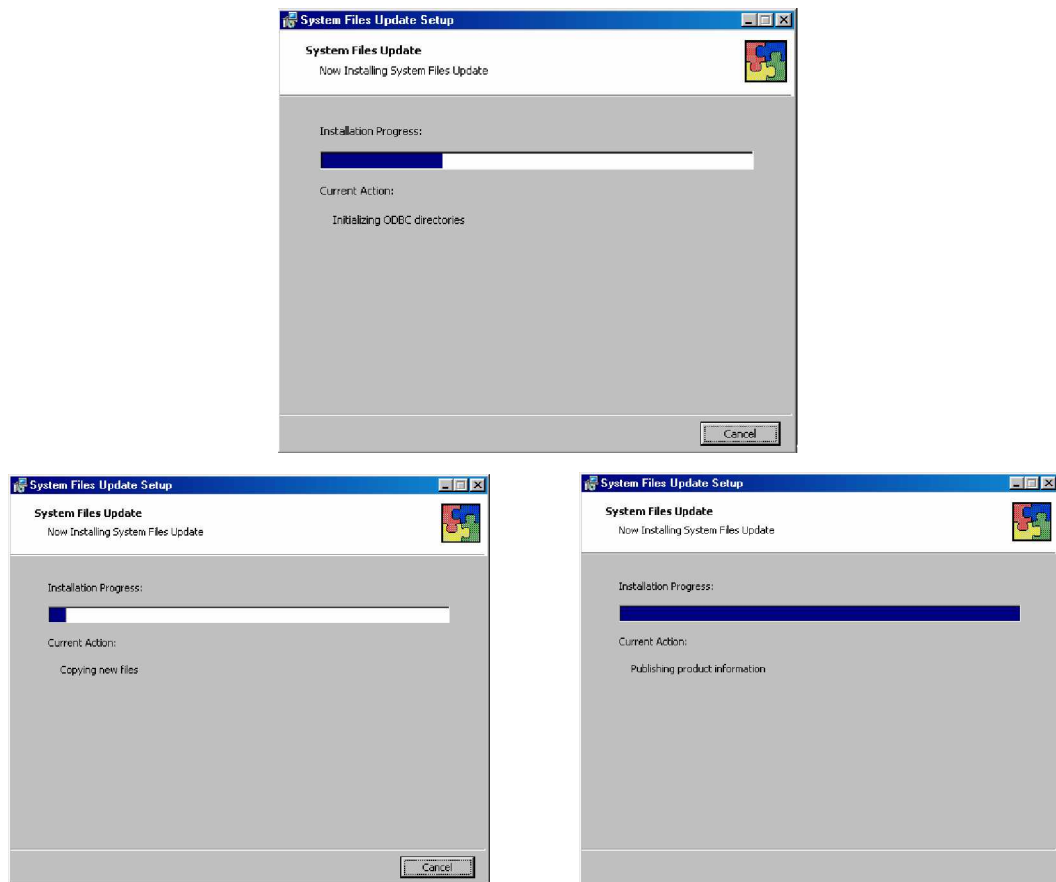 System Files Update Setup
System Files Update
Now Installing System Files Update
Installation Progress:
Current Action:
Initializing ODBC directories
Cancel
System Files Update Setup
System Files Update
Now Installing System Files Update
Installation Progress:
Current Action:
Copying new files
Cancel
System Files Update Setup
System Files Update
Now Installing System Files Update
Installation Progress:
Current Action:
Publishing product information